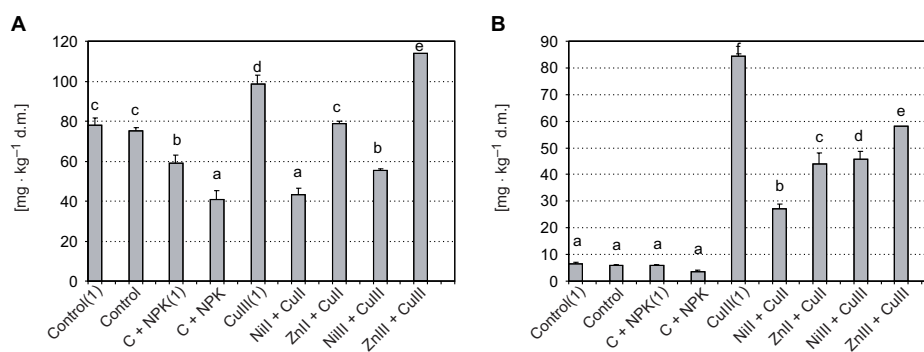 A
[mg · kg–1 d.m.]
120
100
80
60
40
20
0
c
c
b
a
d
a
c
b
e
Control(1)
Control
C + NPK(1)
C + NPK
CuIII(1)
NiII + CuII
ZnII + CuII
NiIII + CuIII
ZnIII + CuIII
B
[mg · kg–1 d.m.]
90
80
70
60
50
40
30
20
10
0
a
a
a
a
f
b
c
d
e
Control(1)
Control
C + NPK(1)
C + NPK
CuIII(1)
NiII + CuII
ZnII + CuII
NiIII + CuIII
ZnIII + CuIII